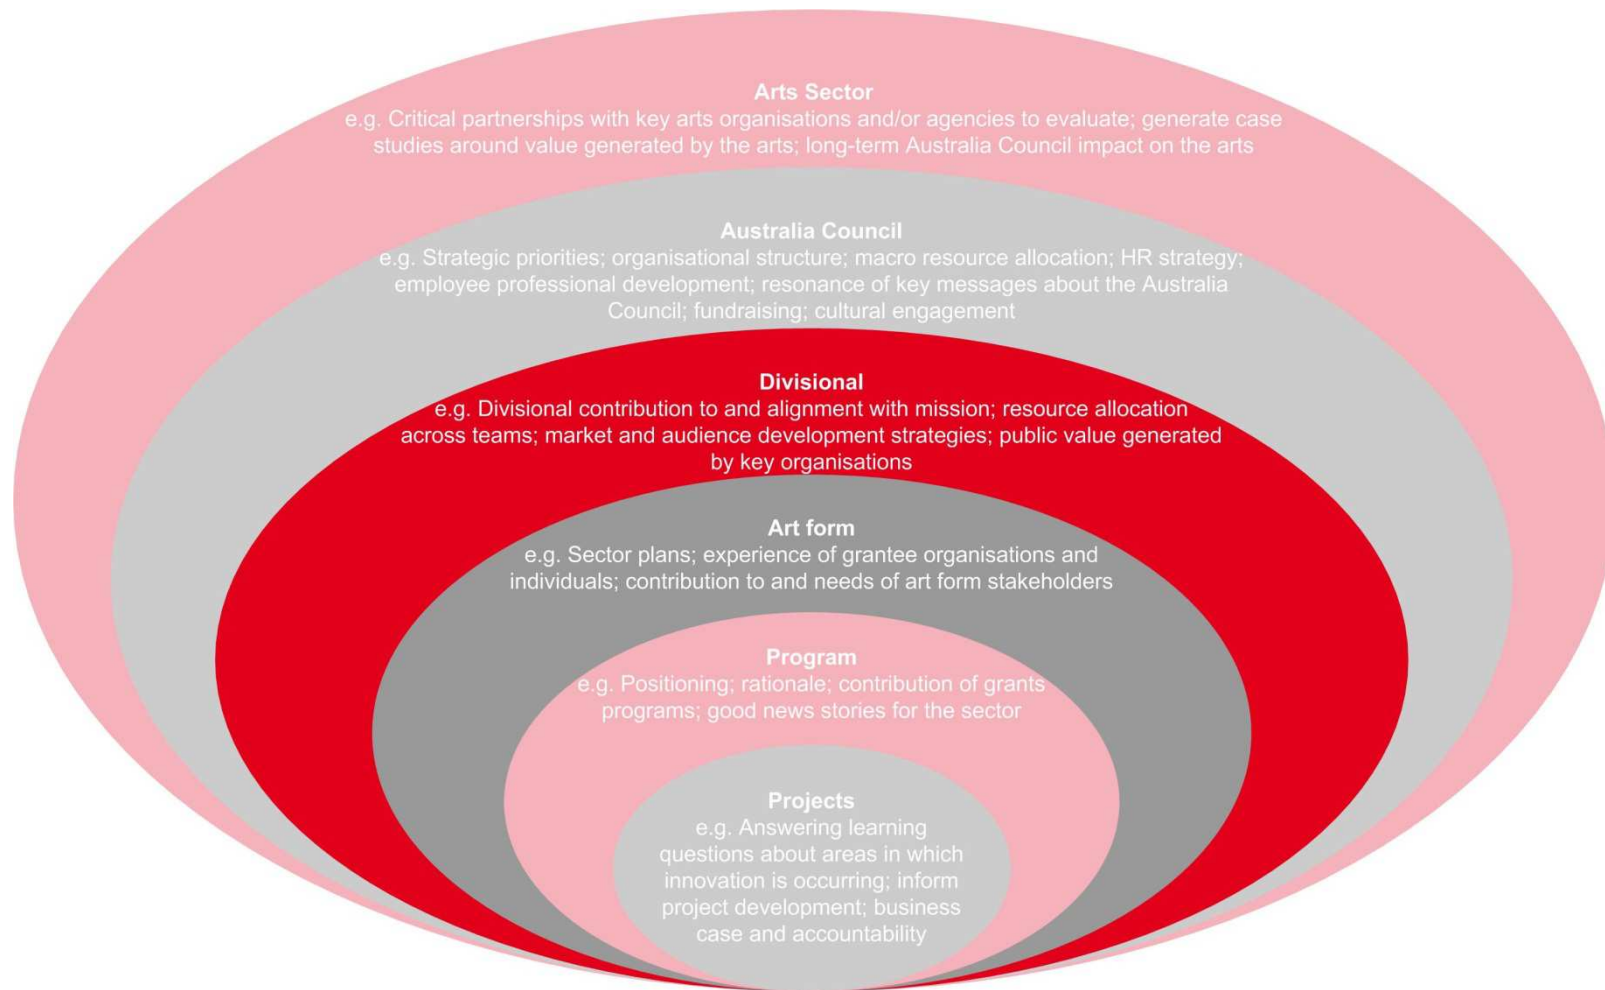 Arts Sector
e.g. Critical partnerships with key arts organisations and/or agencies to evaluate; generate case
studies around value generated by the arts; long-term Australia Council impact on the arts
Australia Council
e.g. Strategic priorities; organisational structure; macro resource allocation; HR strategy;
employee professional development; resonance of key messages about the Australia
Council; fundraising; cultural engagement
Divisional
e.g. Divisional contribution to and alignment with mission; resource allocation
across teams; market and audience development strategies; public value generated
by key organisations
Art form
e.g. Sector plans; experience of grantee organisations and
individuals; contribution to and needs of art form stakeholders
Program
e.g. Positioning; rationale; contribution of grants
programs; good news stories for the sector
Projects
e.g. Answering learning
questions about areas in which
innovation is occurring; inform
project development; business
case and accountability